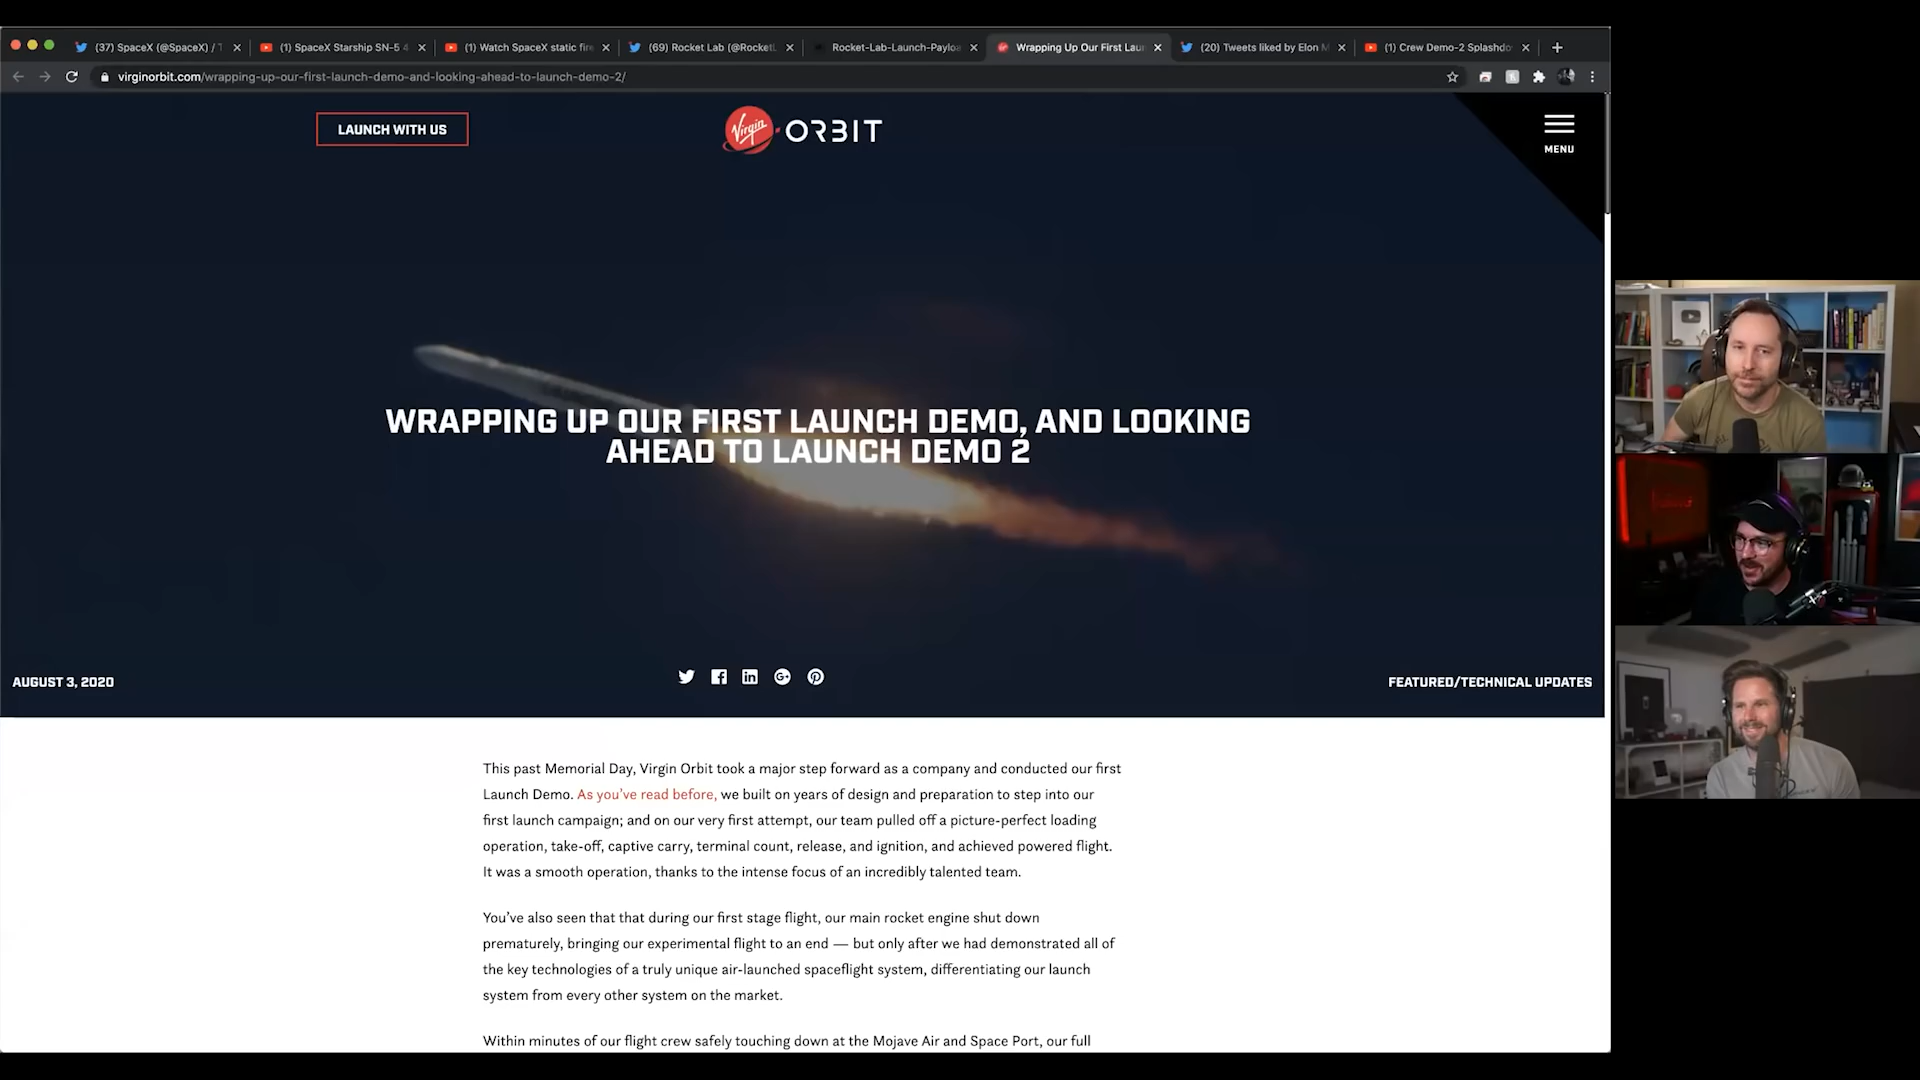 (37) SpaceX (@SpaceX) / T
(1) SpaceX Starship SN-5 4
(1) Watch SpaceX static fire
(69) Rocket Lab (@RocketL
Rocket-Lab-Launch-Payloa
Wrapping Up Our First Laun
(20) Tweets liked by Elon M
(1) Crew Demo-2 Splashdo
virginorbit.com/wrapping-up-our-first-launch-demo-and-looking-ahead-to-launch-demo-2/
LAUNCH WITH US
Virgin ORBIT
MENU
WRAPPING UP OUR FIRST LAUNCH DEMO, AND LOOKING
AHEAD TO LAUNCH DEMO 2
AUGUST 3, 2020
FEATURED/TECHNICAL UPDATES
This past Memorial Day, Virgin Orbit took a major step forward as a company and conducted our first
Launch Demo. As you've read before, we built on years of design and preparation to step into our
first launch campaign; and on our very first attempt, our team pulled off a picture-perfect loading
operation, take-off, captive carry, terminal count, release, and ignition, and achieved powered flight.
It was a smooth operation, thanks to the intense focus of an incredibly talented team.
You've also seen that that during our first stage flight, our main rocket engine shut down
prematurely, bringing our experimental flight to an end — but only after we had demonstrated all of
the key technologies of a truly unique air-launched spaceflight system, differentiating our launch
system from every other system on the market.
Within minutes of our flight crew safely touching down at the Mojave Air and Space Port, our full